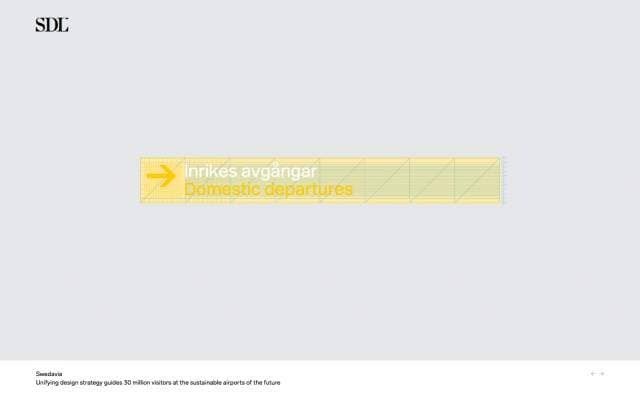 SDL
Inrikes avgångar
Domestic departures
Swedavia
Unifying design strategy guides 30 million visitors at the sustainable airports of the future